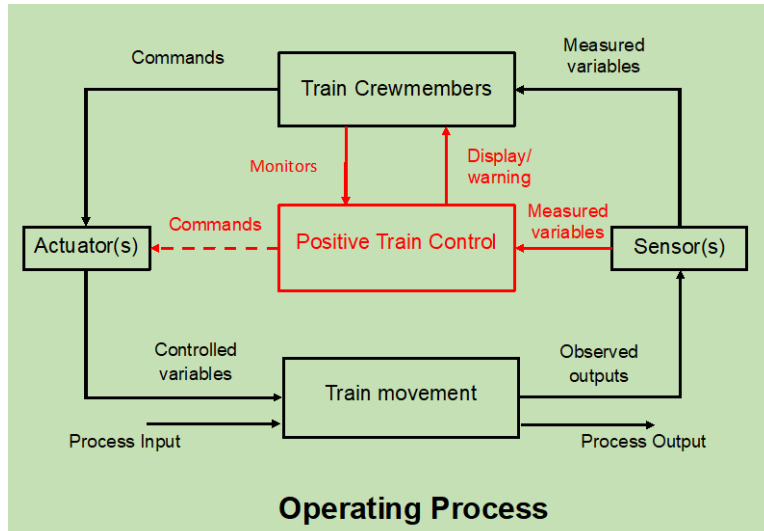 Commands
Measured
variables
Train Crewmembers
Monitors
Display/
warning
Commands
Measured
variables
Actuator(s)
Positive Train Control
Sensor(s)
Controlled
variables
Observed
outputs
Train movement
Process Input
Process Output
Operating Process